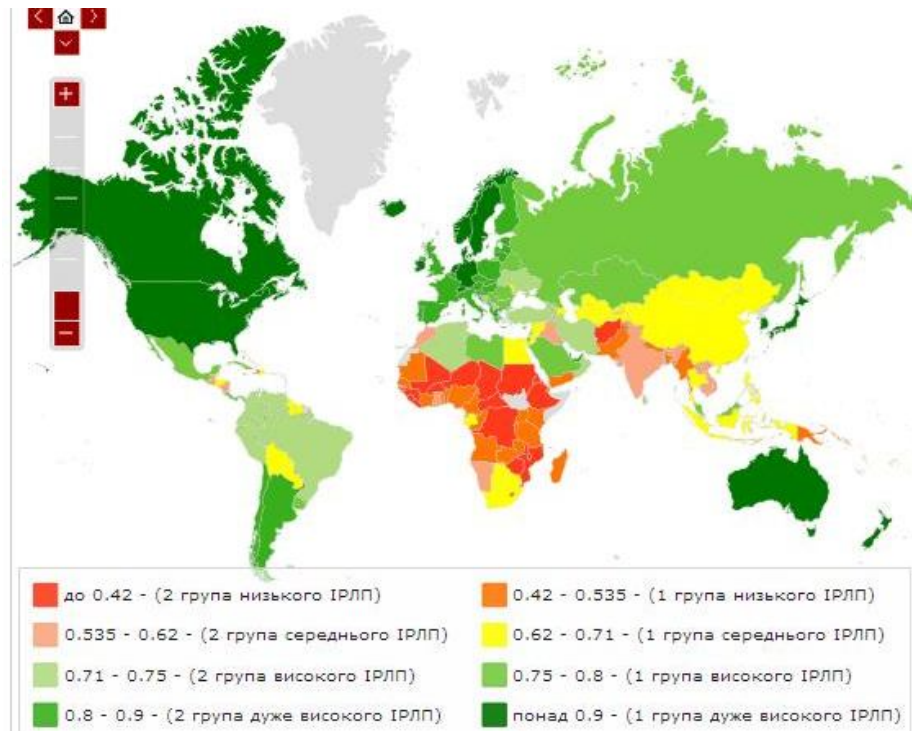 до 0.42 - (2 група низького ІРЛП)
0.42 - 0.535 - (1 група низького ІРЛП)
0.535 - 0.62 - (2 група середнього ІРЛП)
0.62 - 0.71 - (1 група середнього ІРЛП)
0.71 - 0.75 - (2 група високого ІРЛП)
0.75 - 0.8 - (1 група високого ІРЛП)
0.8 - 0.9 - (2 група дуже високого ІРЛП)
понад 0.9 - (1 група дуже високого ІРЛП)